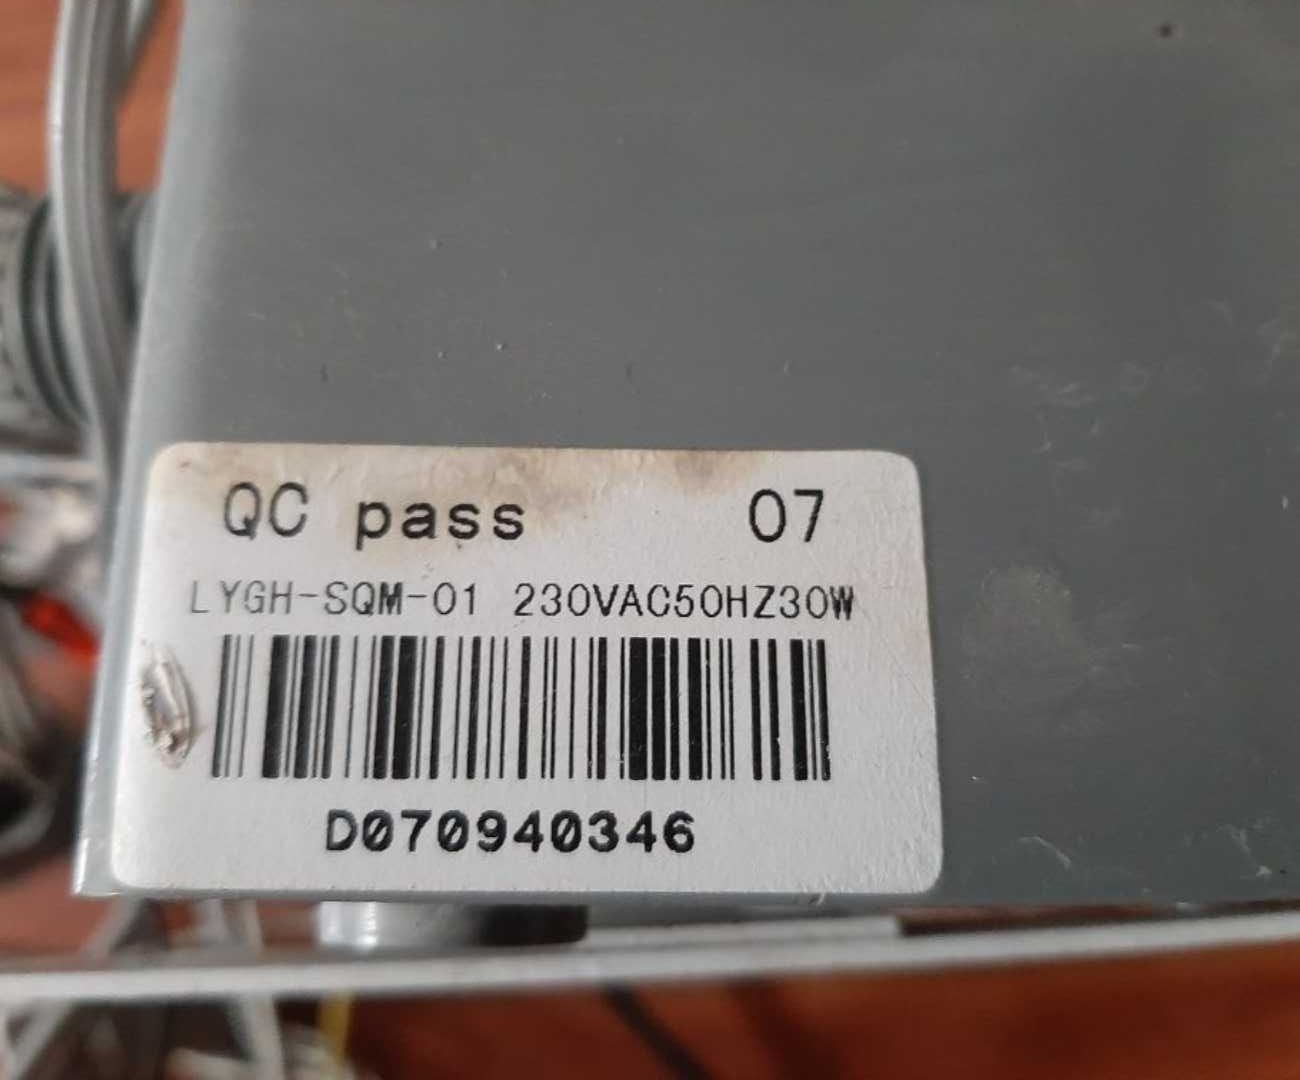 QC pass 07
LYGH-SQM-01 230VAC50HZ30W
D070940346